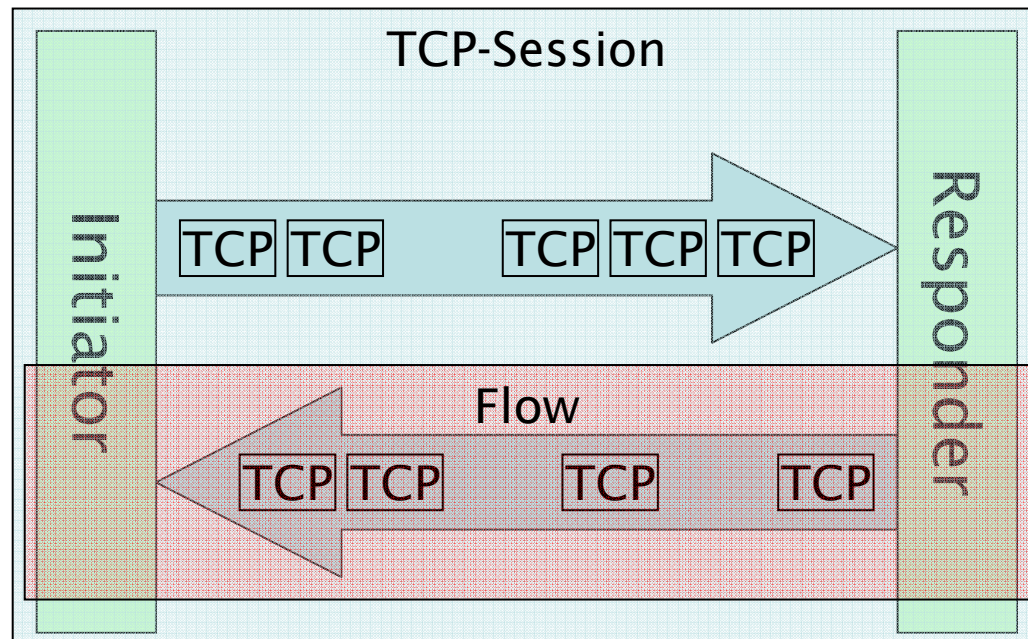 TCP-Session
Initiator
Responder
TCP TCP TCP TCP TCP
Flow
TCP TCP TCP TCP